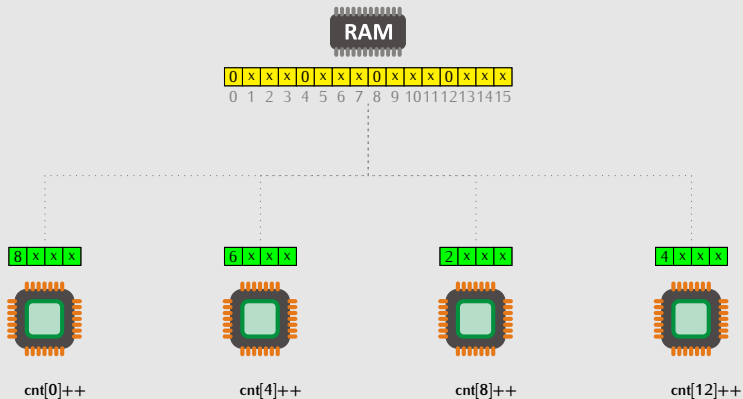 RAM
0 x x x 0 x x x 0 x x x 0 x x x
0 1 2 3 4 5 6 7 8 9 10 11 12 13 14 15
8 x x x 6 x x x 2 x x x 4 x x x
cnt[0]++ cnt[4]++ cnt[8]++ cnt[12]++